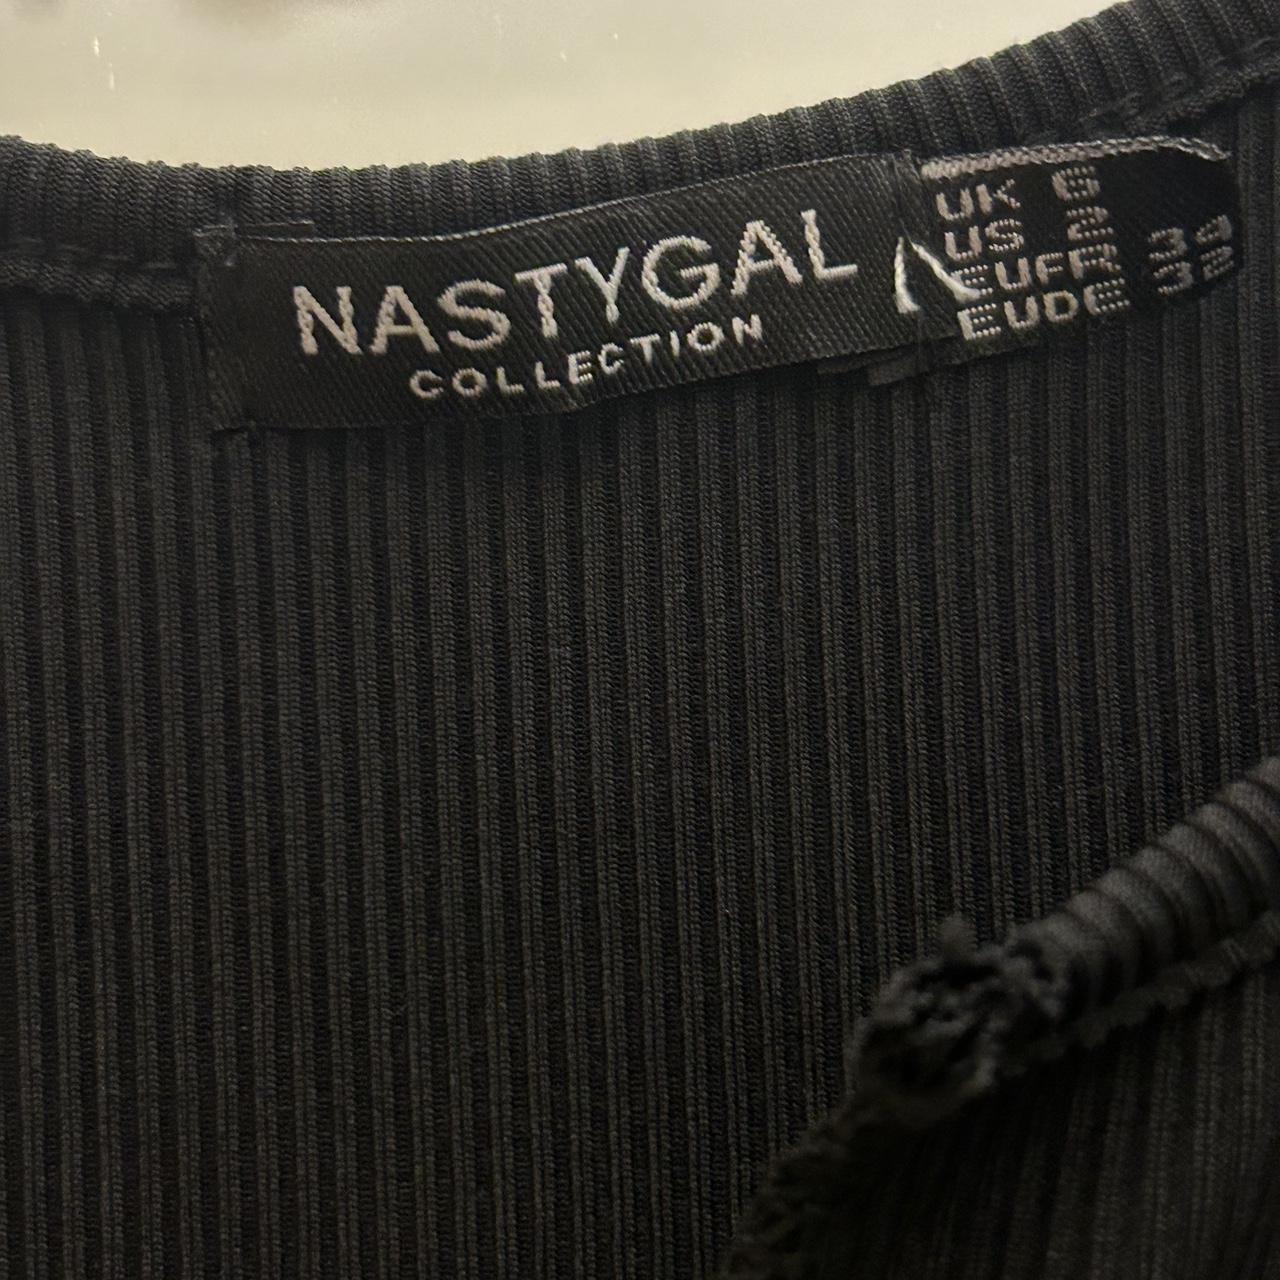 NASTYGAL
COLLECTION
UK 6
US 2
EUFR 34
EUDE 32